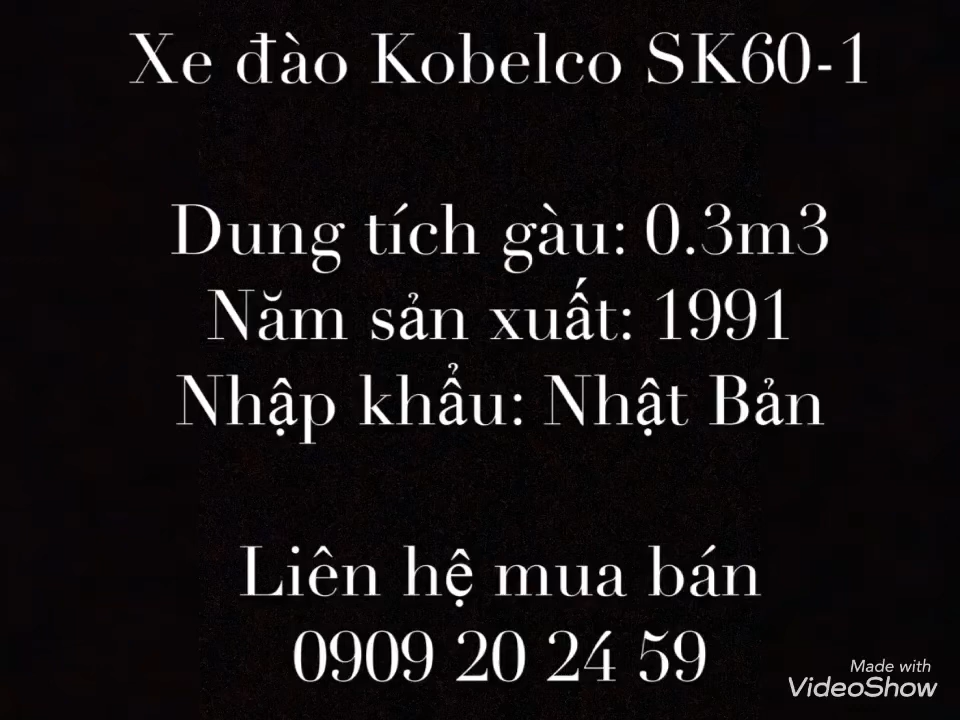 Xe đào Kobelco SK60-1
Dung tích gàu: 0.3m3
Năm sản xuất: 1991
Nhập khẩu: Nhật Bản
Liên hệ mua bán
0909 20 24 59
Made with
VideoShow